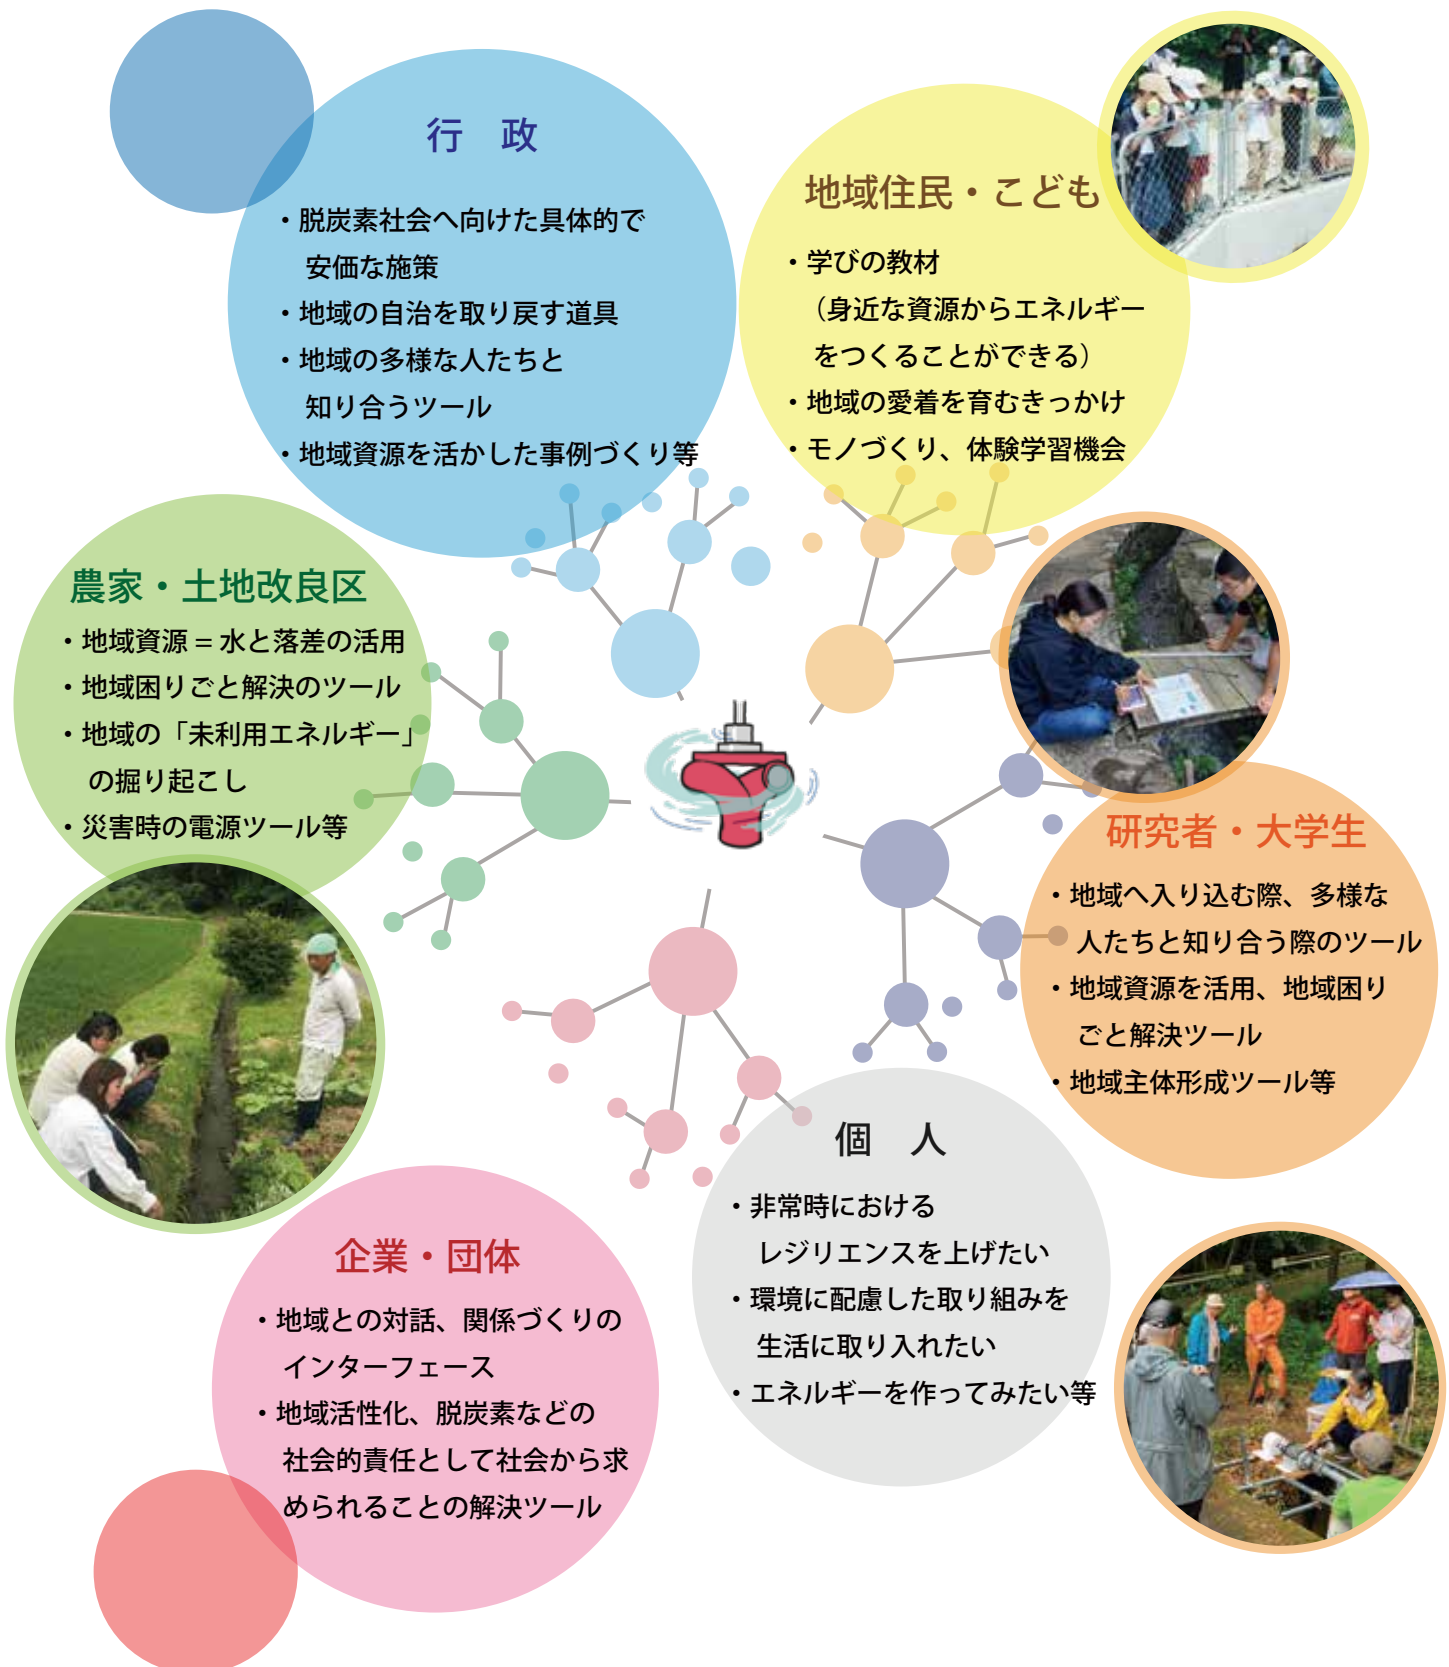 行　政
・脱炭素社会へ向けた具体的で
安価な施策
・地域の自治を取り戻す道具
・地域の多様な人たちと
知り合うツール
・地域資源を活かした事例づくり等
地域住民・こども
・学びの教材
（身近な資源からエネルギー
をつくることができる）
・地域の愛着を育むきっかけ
・モノづくり、体験学習機会
農家・土地改良区
・地域資源＝水と落差の活用
・地域困りごと解決のツール
・地域の「未利用エネルギー」
の掘り起こし
・災害時の電源ツール等
研究者・大学生
・地域へ入り込む際、多様な
人たちと知り合う際のツール
・地域資源を活用、地域困り
ごと解決ツール
・地域主体形成ツール等
個　人
・非常時における
レジリエンスを上げたい
・環境に配慮した取り組みを
生活に取り入れたい
・エネルギーを作ってみたい等
企業・団体
・地域との対話、関係づくりの
インターフェース
・地域活性化、脱炭素などの
社会的責任として社会から求
められることの解決ツール